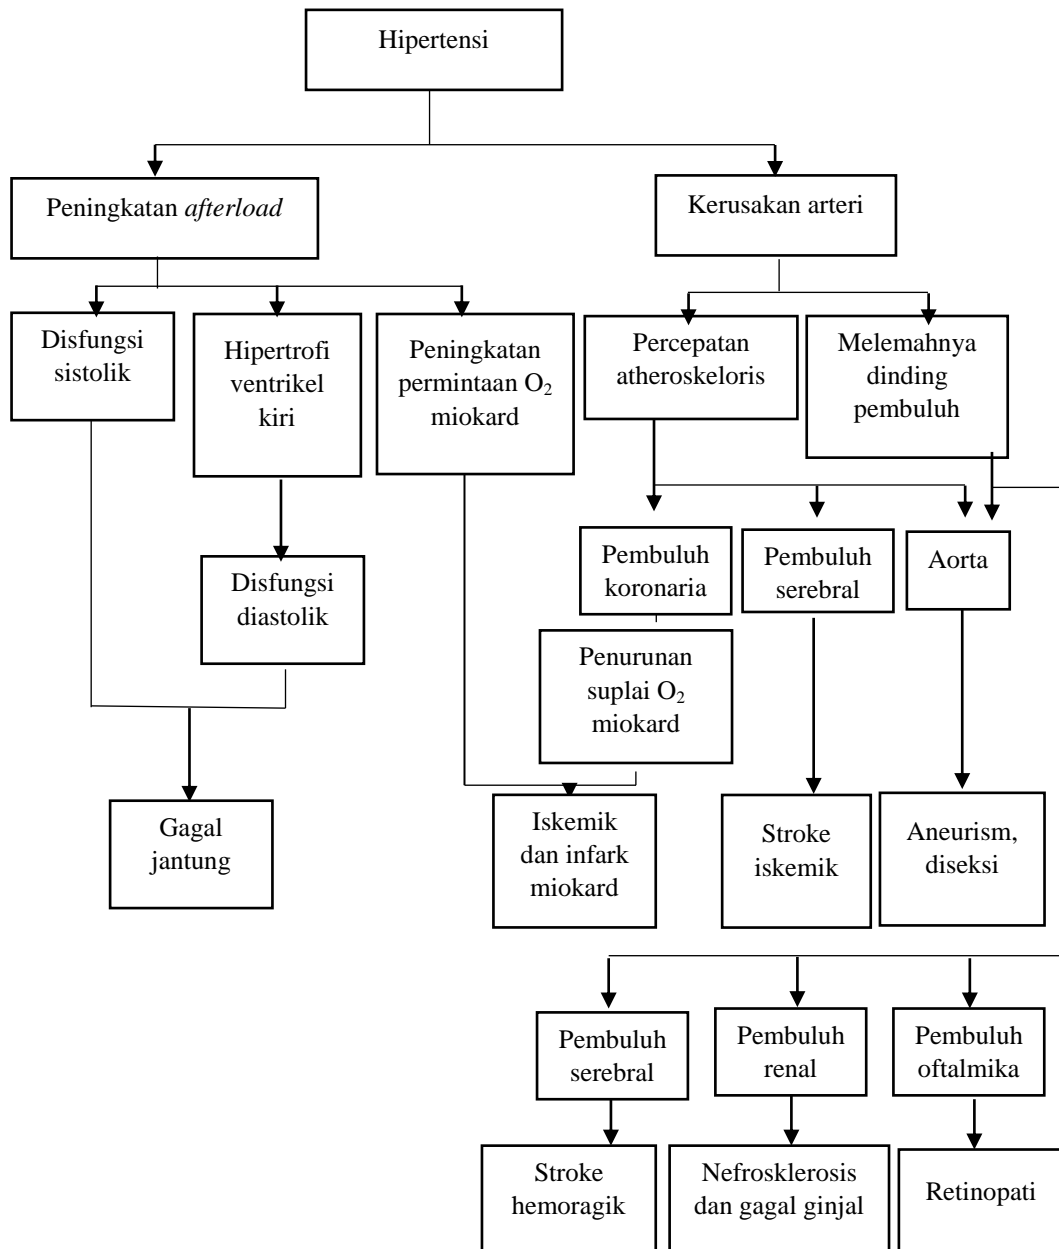 Hipertensi
Peningkatan afterload
Kerusakan arteri
Disfungsi
sistolik
Hipertrofi
ventrikel
kiri
Peningkatan
permintaan O₂
miokard
Percepatan
atheroskeloris
Melemahnya
dinding
pembuluh
Pembuluh
koronaria
Pembuluh
serebral
Aorta
Disfungsi
diastolik
Penurunan
suplai O₂
miokard
Gagal
jantung
Iskemik
dan infark
miokard
Stroke
iskemik
Aneurism,
diseksi
Pembuluh
serebral
Pembuluh
renal
Pembuluh
oftalmika
Stroke
hemoragik
Nefrosklerosis
dan gagal ginjal
Retinopati